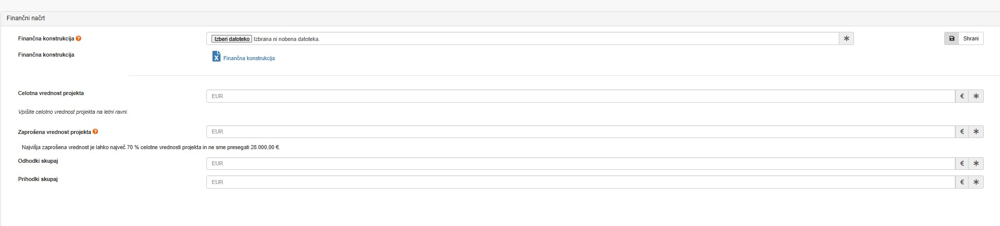 Finančni načrt
Finančna konstrukcija ?
Izberi datoteko Izbrana ni nobena datoteka.
Shrani
Finančna konstrukcija
Finančna konstrukcija
Celotna vrednost projekta
EUR €
Vpišite celotno vrednost projekta na letni ravni.
Zaprošena vrednost projekta ?
EUR €
Najvišja zaprošena vrednost je lahko največ 70 % celotne vrednosti projekta in ne sme presegati 28.000,00 €.
Odhodki skupaj
EUR €
Prihodki skupaj
EUR €